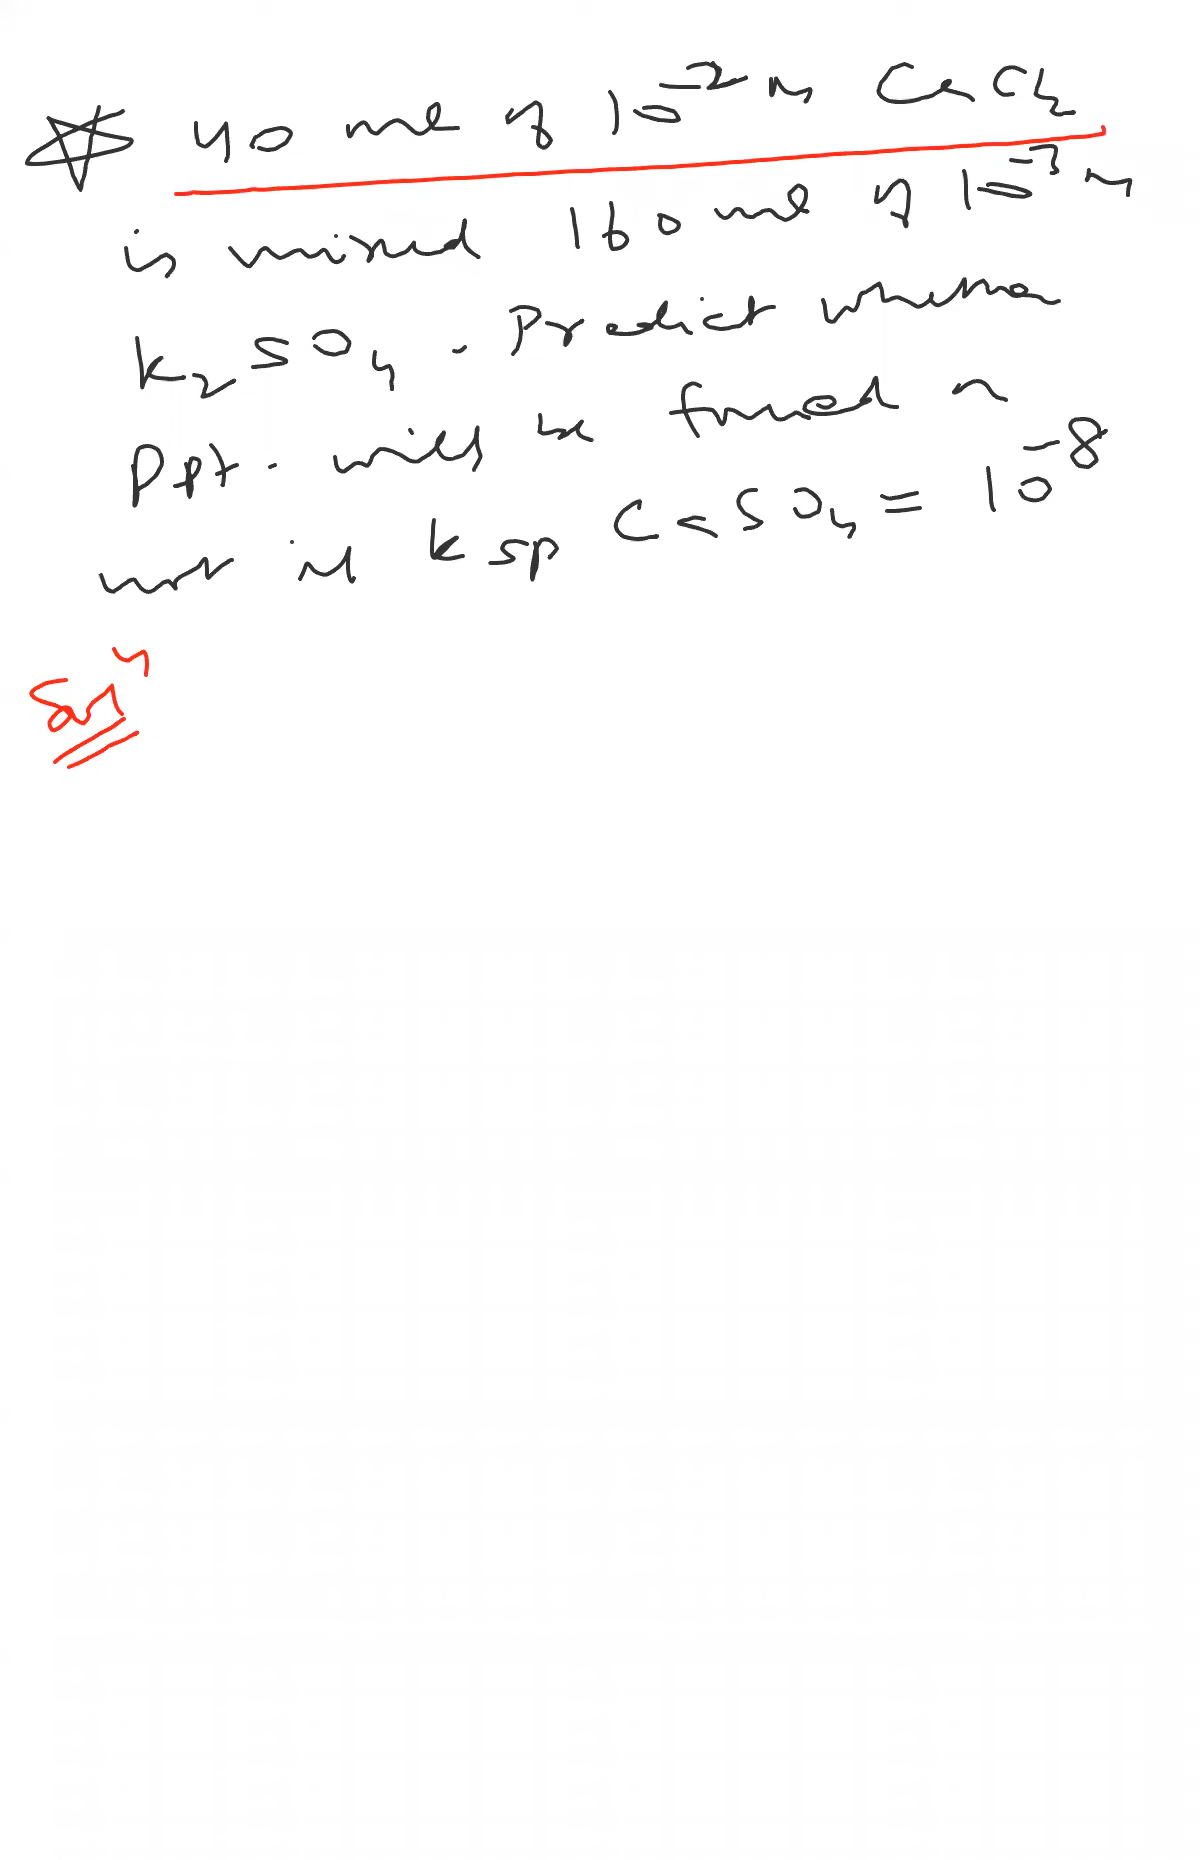 40 ml of 10⁻² M CaCl₂
is mixed 160 ml of 10⁻³ M
K₂SO₄. Predict whether
ppt. will be formed or
not if Ksp CaSO₄ = 10⁻⁸
Solⁿ